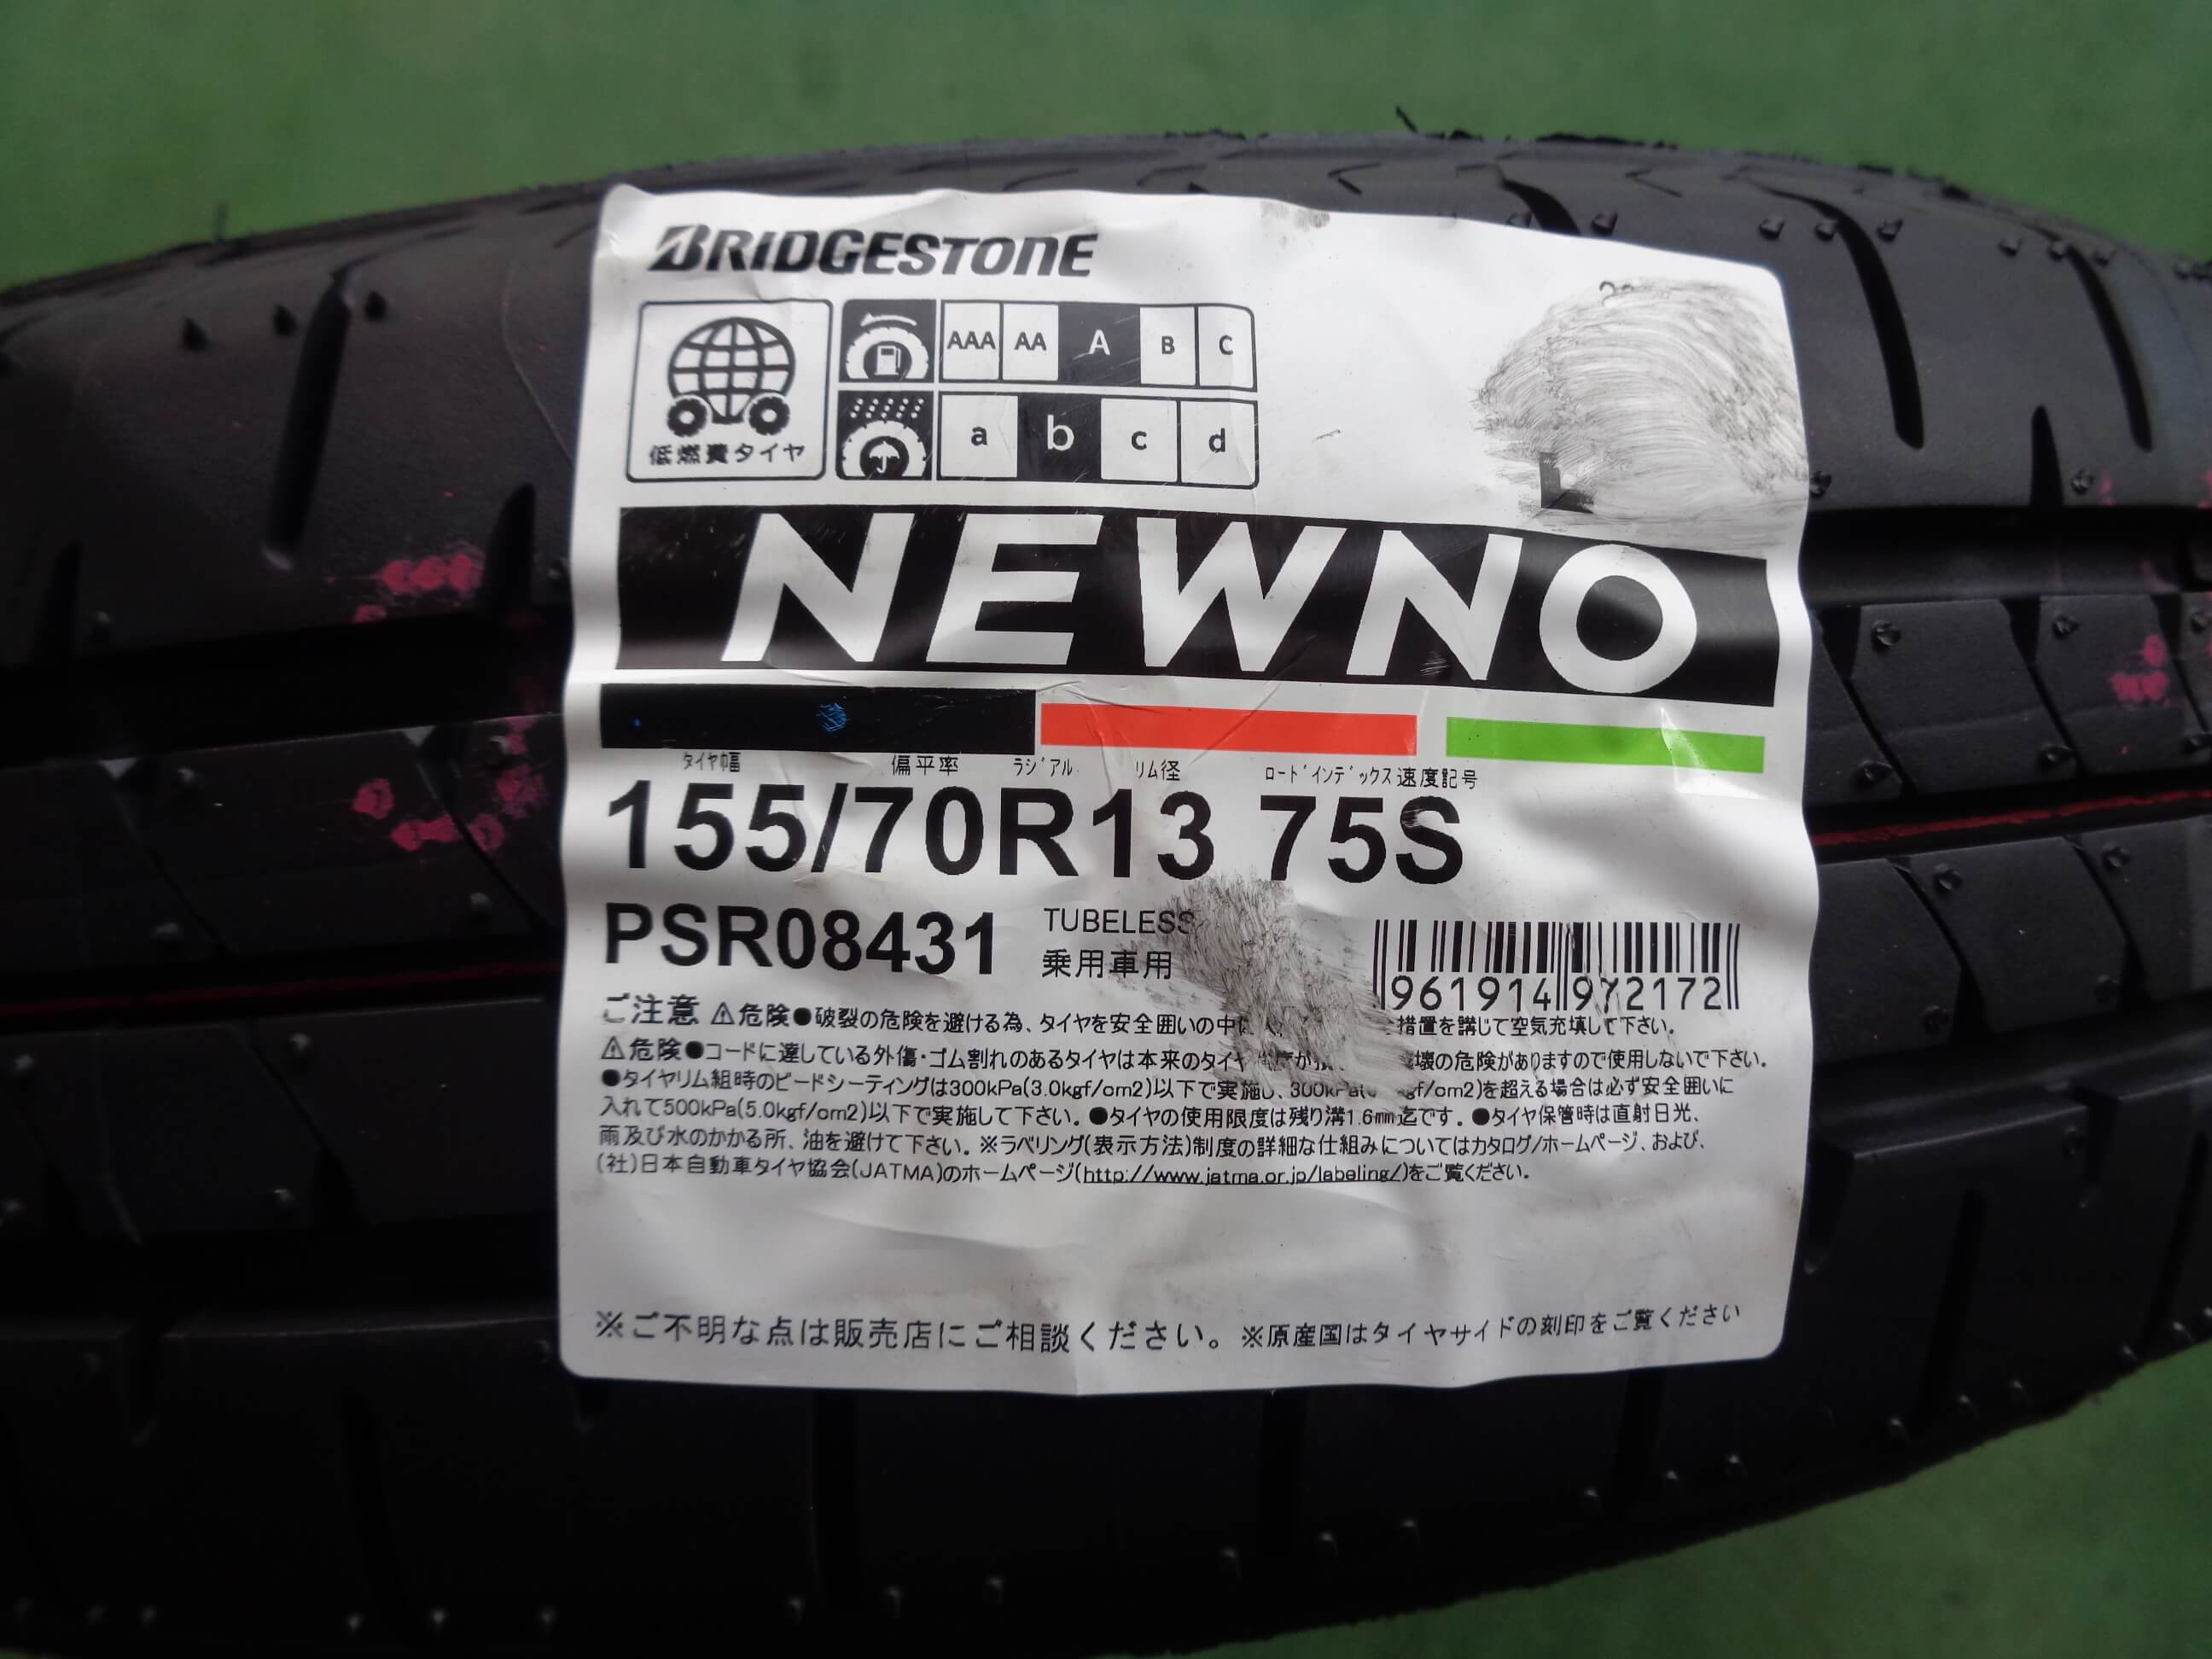 BRIDGESTONE
低燃費タイヤ
AAA AA A B C
a b c d
NEWNO
タイヤ巾幅 偏平率 ラジアル リム径 ロードインデックス 速度記号
155/70R13 75S
PSR08431
TUBELESS
乗用車用
961914 972172
ご注意 ⚠危険●破裂の危険を避ける為、タイヤを安全囲いの中に 措置を講じて空気充填して下さい。
⚠危険●コードに達している外傷・ゴム割れのあるタイヤは本来のタイヤ 壊の危険がありますので使用しないで下さい。
●タイヤリム組時のビードシーティングは300kPa(3.0kgf/cm2)以下で実施し、300kPa( gf/cm2)を超える場合は必ず安全囲いに
入れて500kPa(5.0kgf/cm2)以下で実施して下さい。●タイヤの使用限度は残り溝1.6mm迄です。●タイヤ保管時は直射日光、
雨及び水のかかる所、油を避けて下さい。※ラベリング(表示方法)制度の詳細な仕組みについてはカタログ/ホームページ、および、
(社)日本自動車タイヤ協会(JATMA)のホームページ(http://www.jatma.or.jp/labeling/)をご覧ください。
※ご不明な点は販売店にご相談ください。※原産国はタイヤサイドの刻印をご覧ください